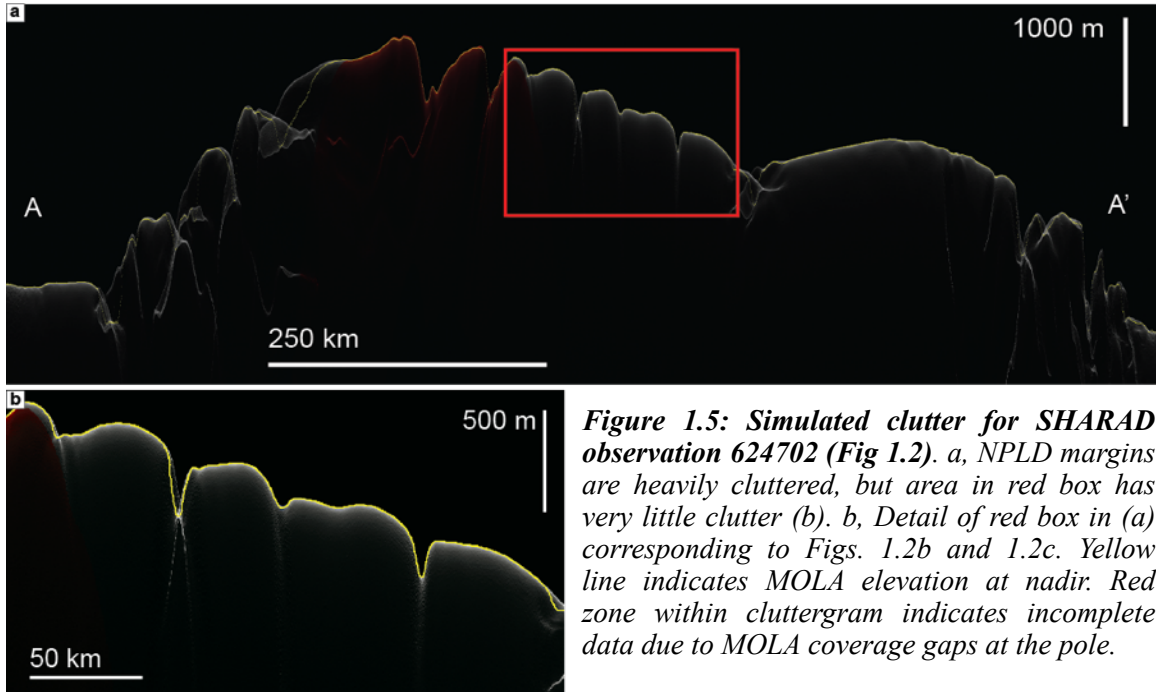 a
1000 m
A
A'
250 km
b
500 m
50 km
Figure 1.5: Simulated clutter for SHARAD
observation 624702 (Fig 1.2). a, NPLD margins
are heavily cluttered, but area in red box has
very little clutter (b). b, Detail of red box in (a)
corresponding to Figs. 1.2b and 1.2c. Yellow
line indicates MOLA elevation at nadir. Red
zone within cluttergram indicates incomplete
data due to MOLA coverage gaps at the pole.